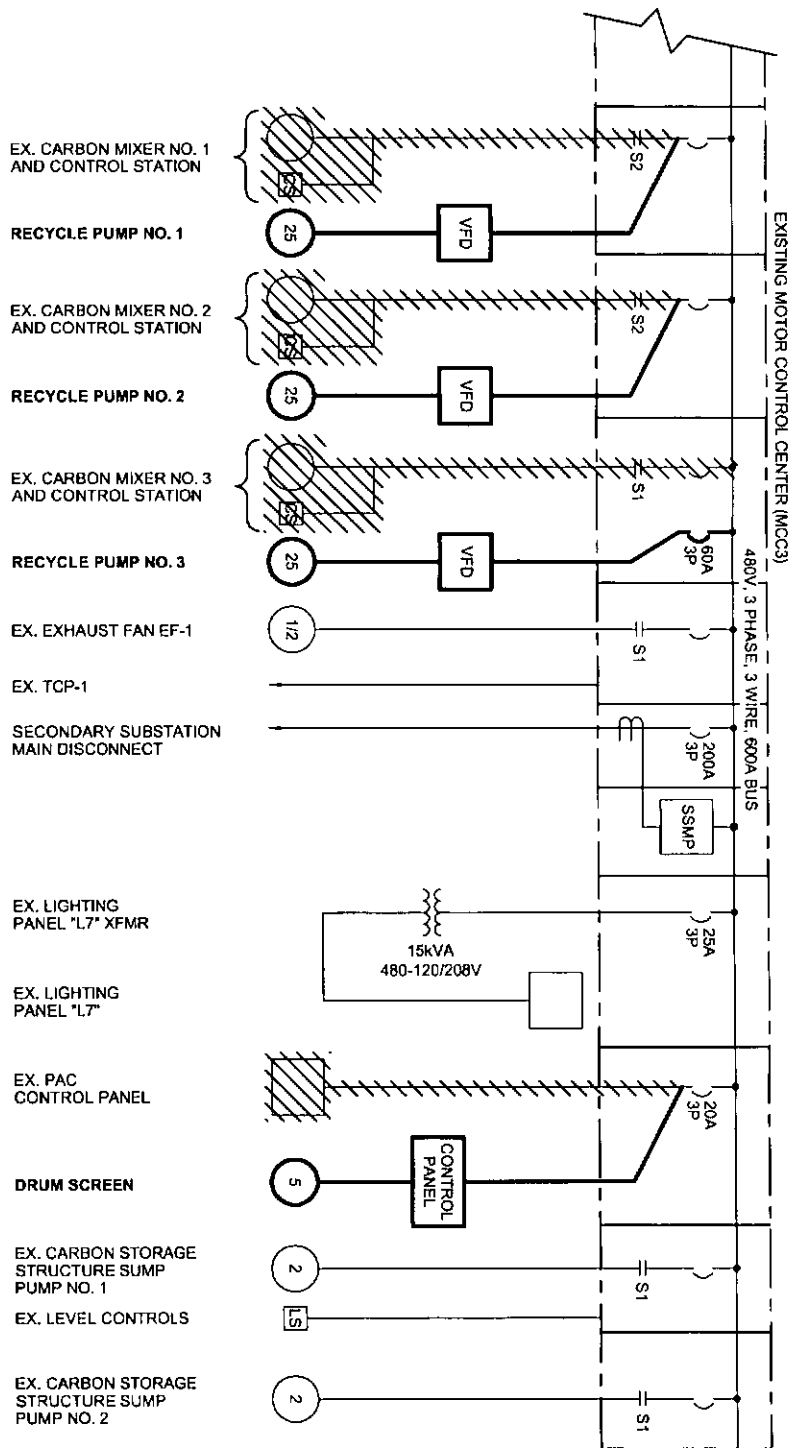 EX. CARBON MIXER NO. 1
AND CONTROL STATION
CS
S2
RECYCLE PUMP NO. 1
25
VFD
EXISTING MOTOR CONTROL CENTER (MCC3)
EX. CARBON MIXER NO. 2
AND CONTROL STATION
CS
S2
RECYCLE PUMP NO. 2
25
VFD
EX. CARBON MIXER NO. 3
AND CONTROL STATION
CS
S1
RECYCLE PUMP NO. 3
25
VFD
60A
3P
480V, 3 PHASE, 3 WIRE, 600A BUS
EX. EXHAUST FAN EF-1
1/2
S1
EX. TCP-1
SECONDARY SUBSTATION
MAIN DISCONNECT
200A
3P
SSMP
EX. LIGHTING
PANEL "L7" XFMR
15kVA
480-120/208V
25A
3P
EX. LIGHTING
PANEL "L7"
EX. PAC
CONTROL PANEL
20A
3P
DRUM SCREEN
5
CONTROL
PANEL
EX. CARBON STORAGE
STRUCTURE SUMP
PUMP NO. 1
2
S1
EX. LEVEL CONTROLS
LS
EX. CARBON STORAGE
STRUCTURE SUMP
PUMP NO. 2
2
S1